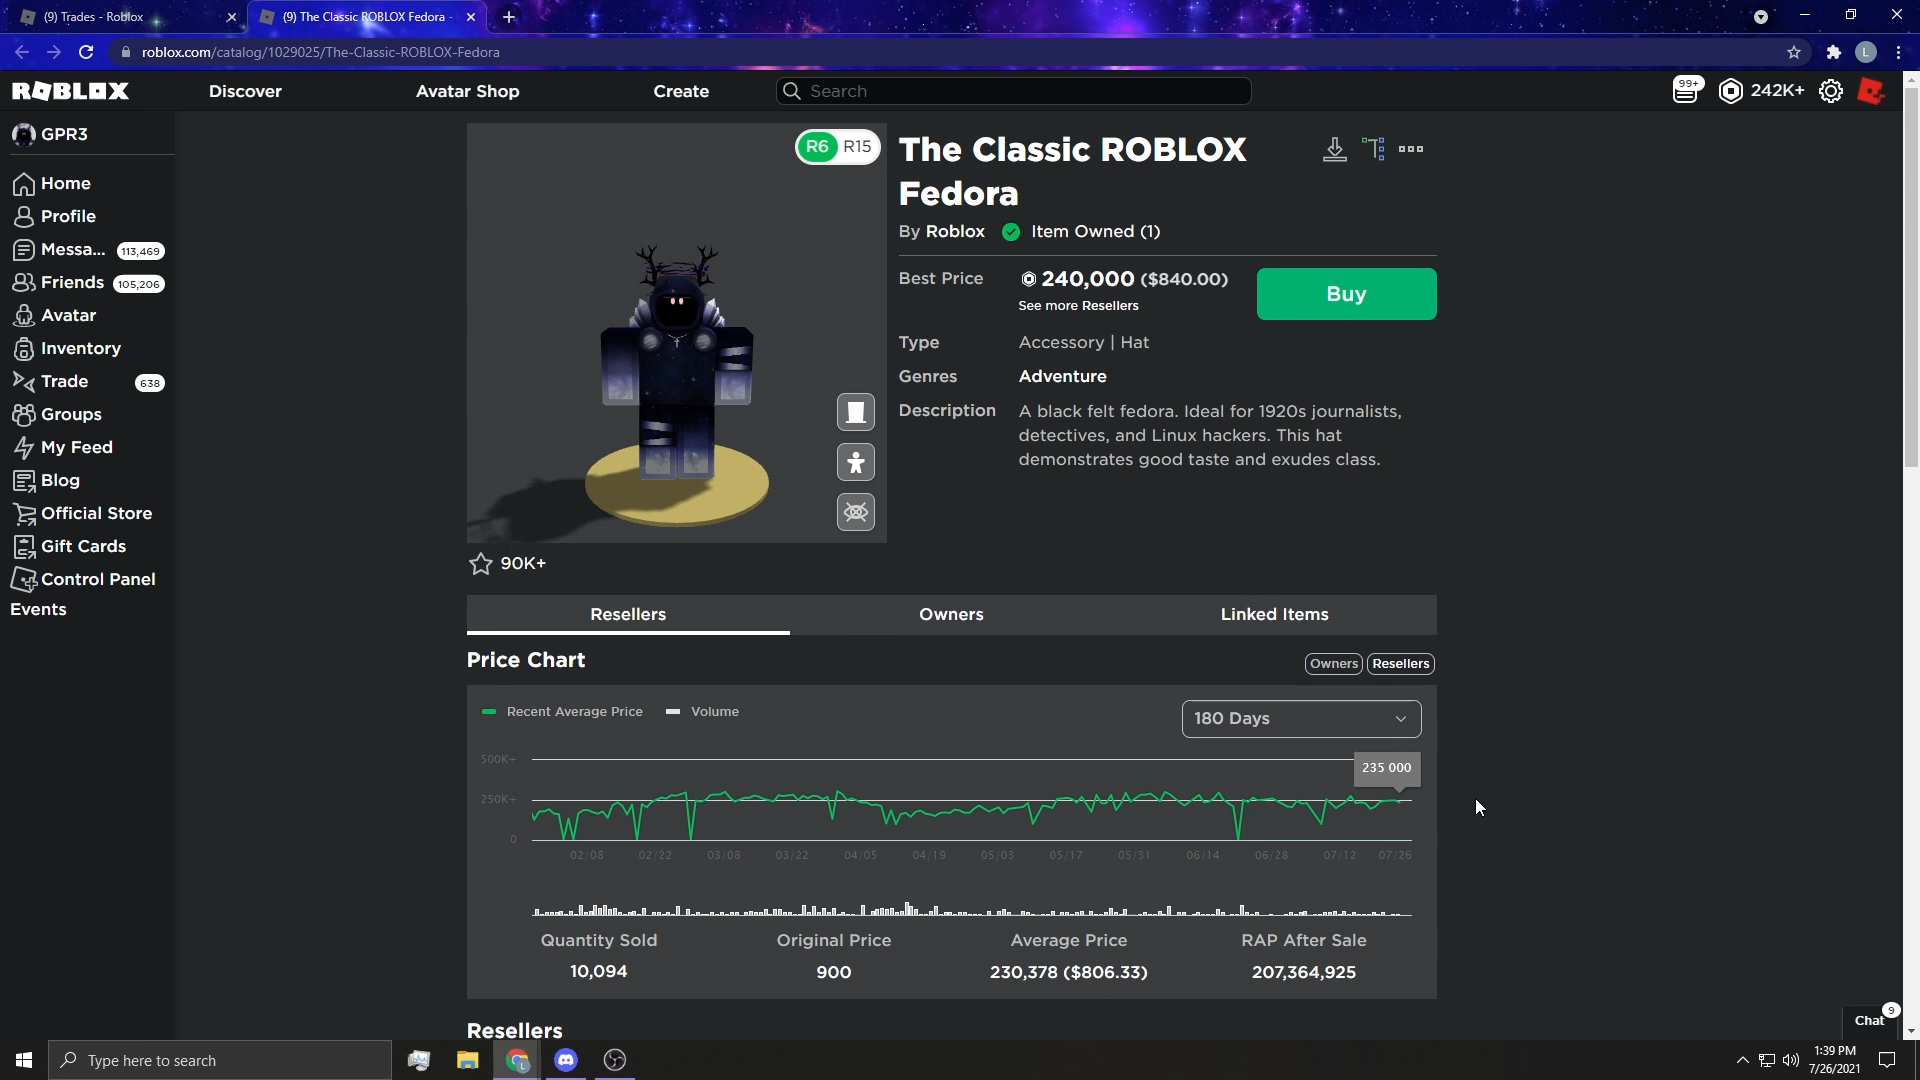 (9) Trades - Roblox
(9) The Classic ROBLOX Fedora -
roblox.com/catalog/1029025/The-Classic-ROBLOX-Fedora
L
ROBLOX
Discover
Avatar Shop
Create
Search
99+
242K+
GPR3
Home
Profile
Messa... 113,469
Friends 105,206
Avatar
Inventory
Trade 638
Groups
My Feed
Blog
Official Store
Gift Cards
Control Panel
Events
R6 R15
The Classic ROBLOX
Fedora
By Roblox Item Owned (1)
Best Price 240,000 ($840.00)
See more Resellers
Buy
Type Accessory | Hat
Genres Adventure
Description A black felt fedora. Ideal for 1920s journalists,
detectives, and Linux hackers. This hat
demonstrates good taste and exudes class.
90K+
Resellers Owners Linked Items
Price Chart
Owners Resellers
Recent Average Price Volume
180 Days
500K+
235 000
250K+
0
02/08 02/22 03/08 03/22 04/05 04/19 05/03 05/17 05/31 06/14 06/28 07/12 07/26
Quantity Sold Original Price Average Price RAP After Sale
10,094 900 230,378 ($806.33) 207,364,925
Resellers
Chat 9
Type here to search
L
1:39 PM
7/26/2021